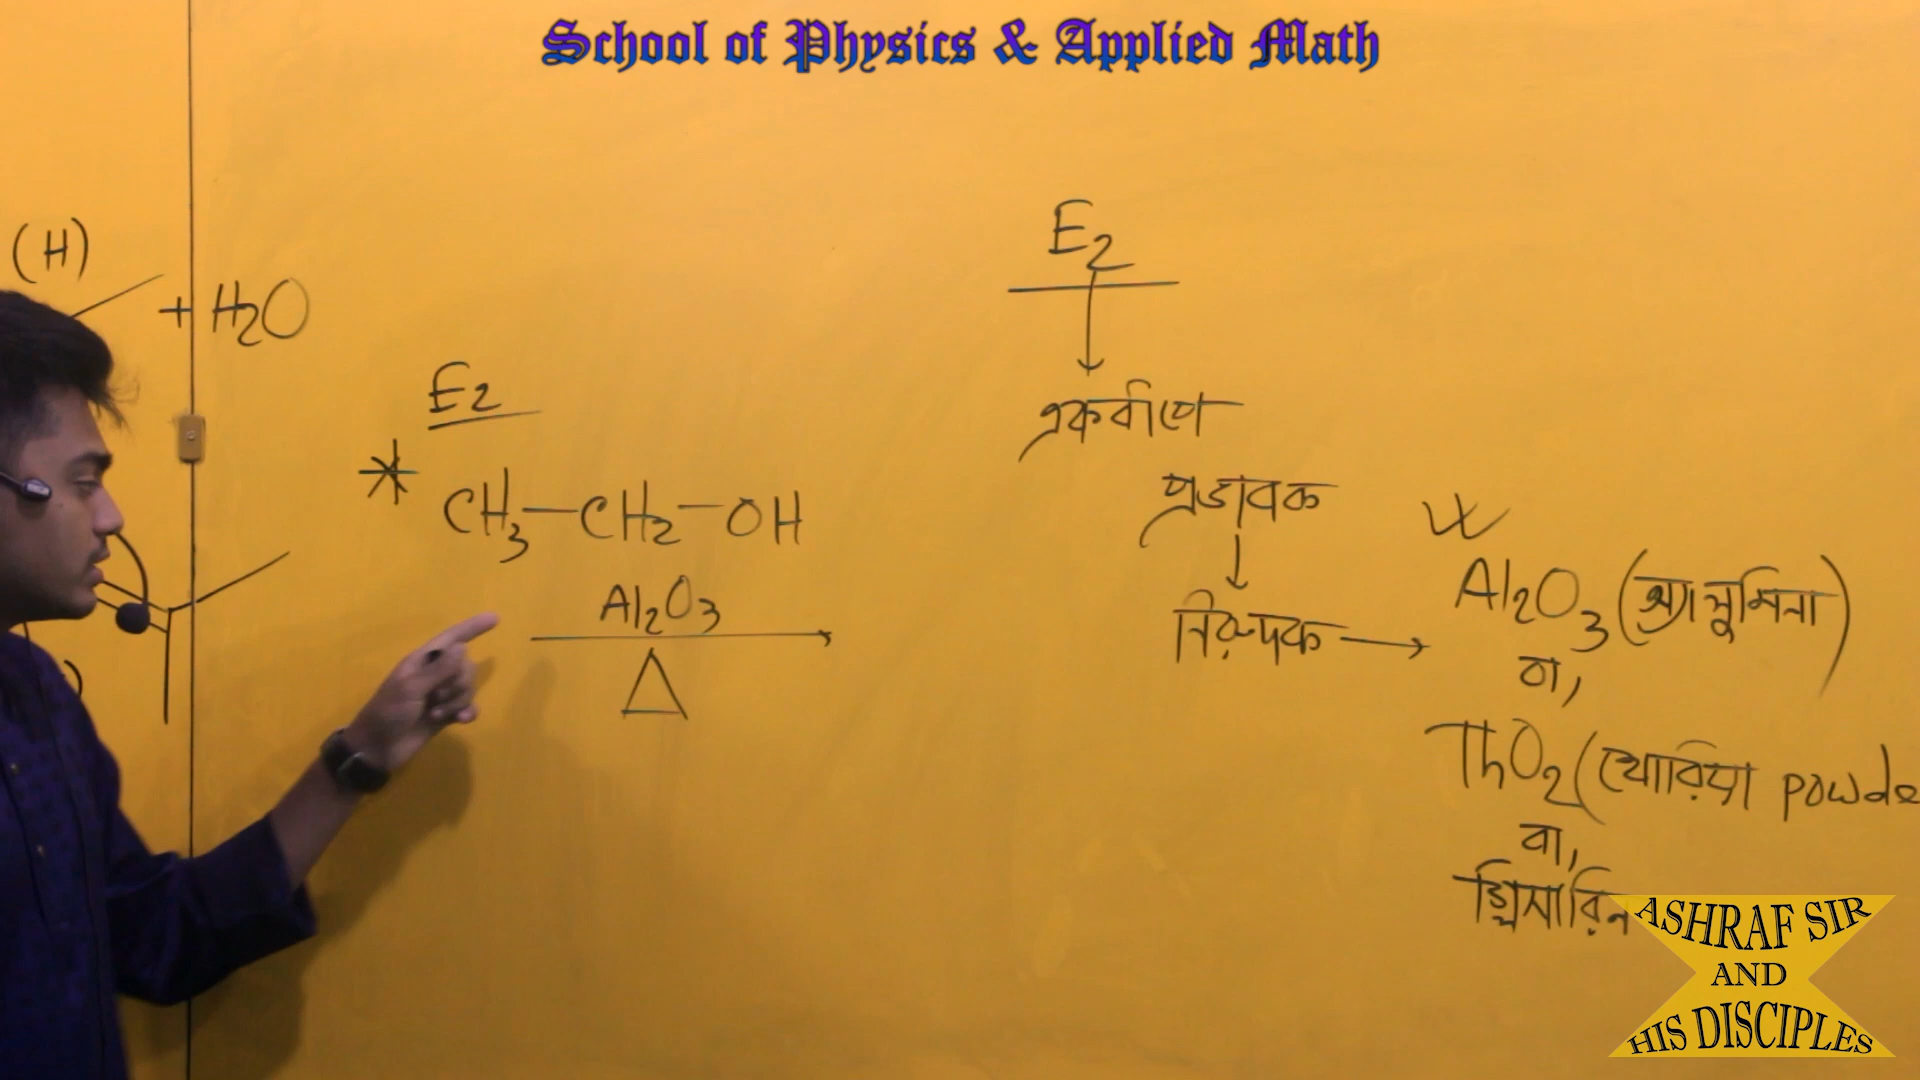 School of Physics & Applied Math
(H)
+ H2O
E2
* CH3–CH2–OH
Al2O3
Δ
E2
একধাপে
প্রভাবক
নিরুদক →
Al2O3 (অ্যালুমিনা)
বা,
ThO2 (থোরিয়া powde
বা,
গ্লিসারিন
ASHRAF SIR
AND
HIS DISCIPLES